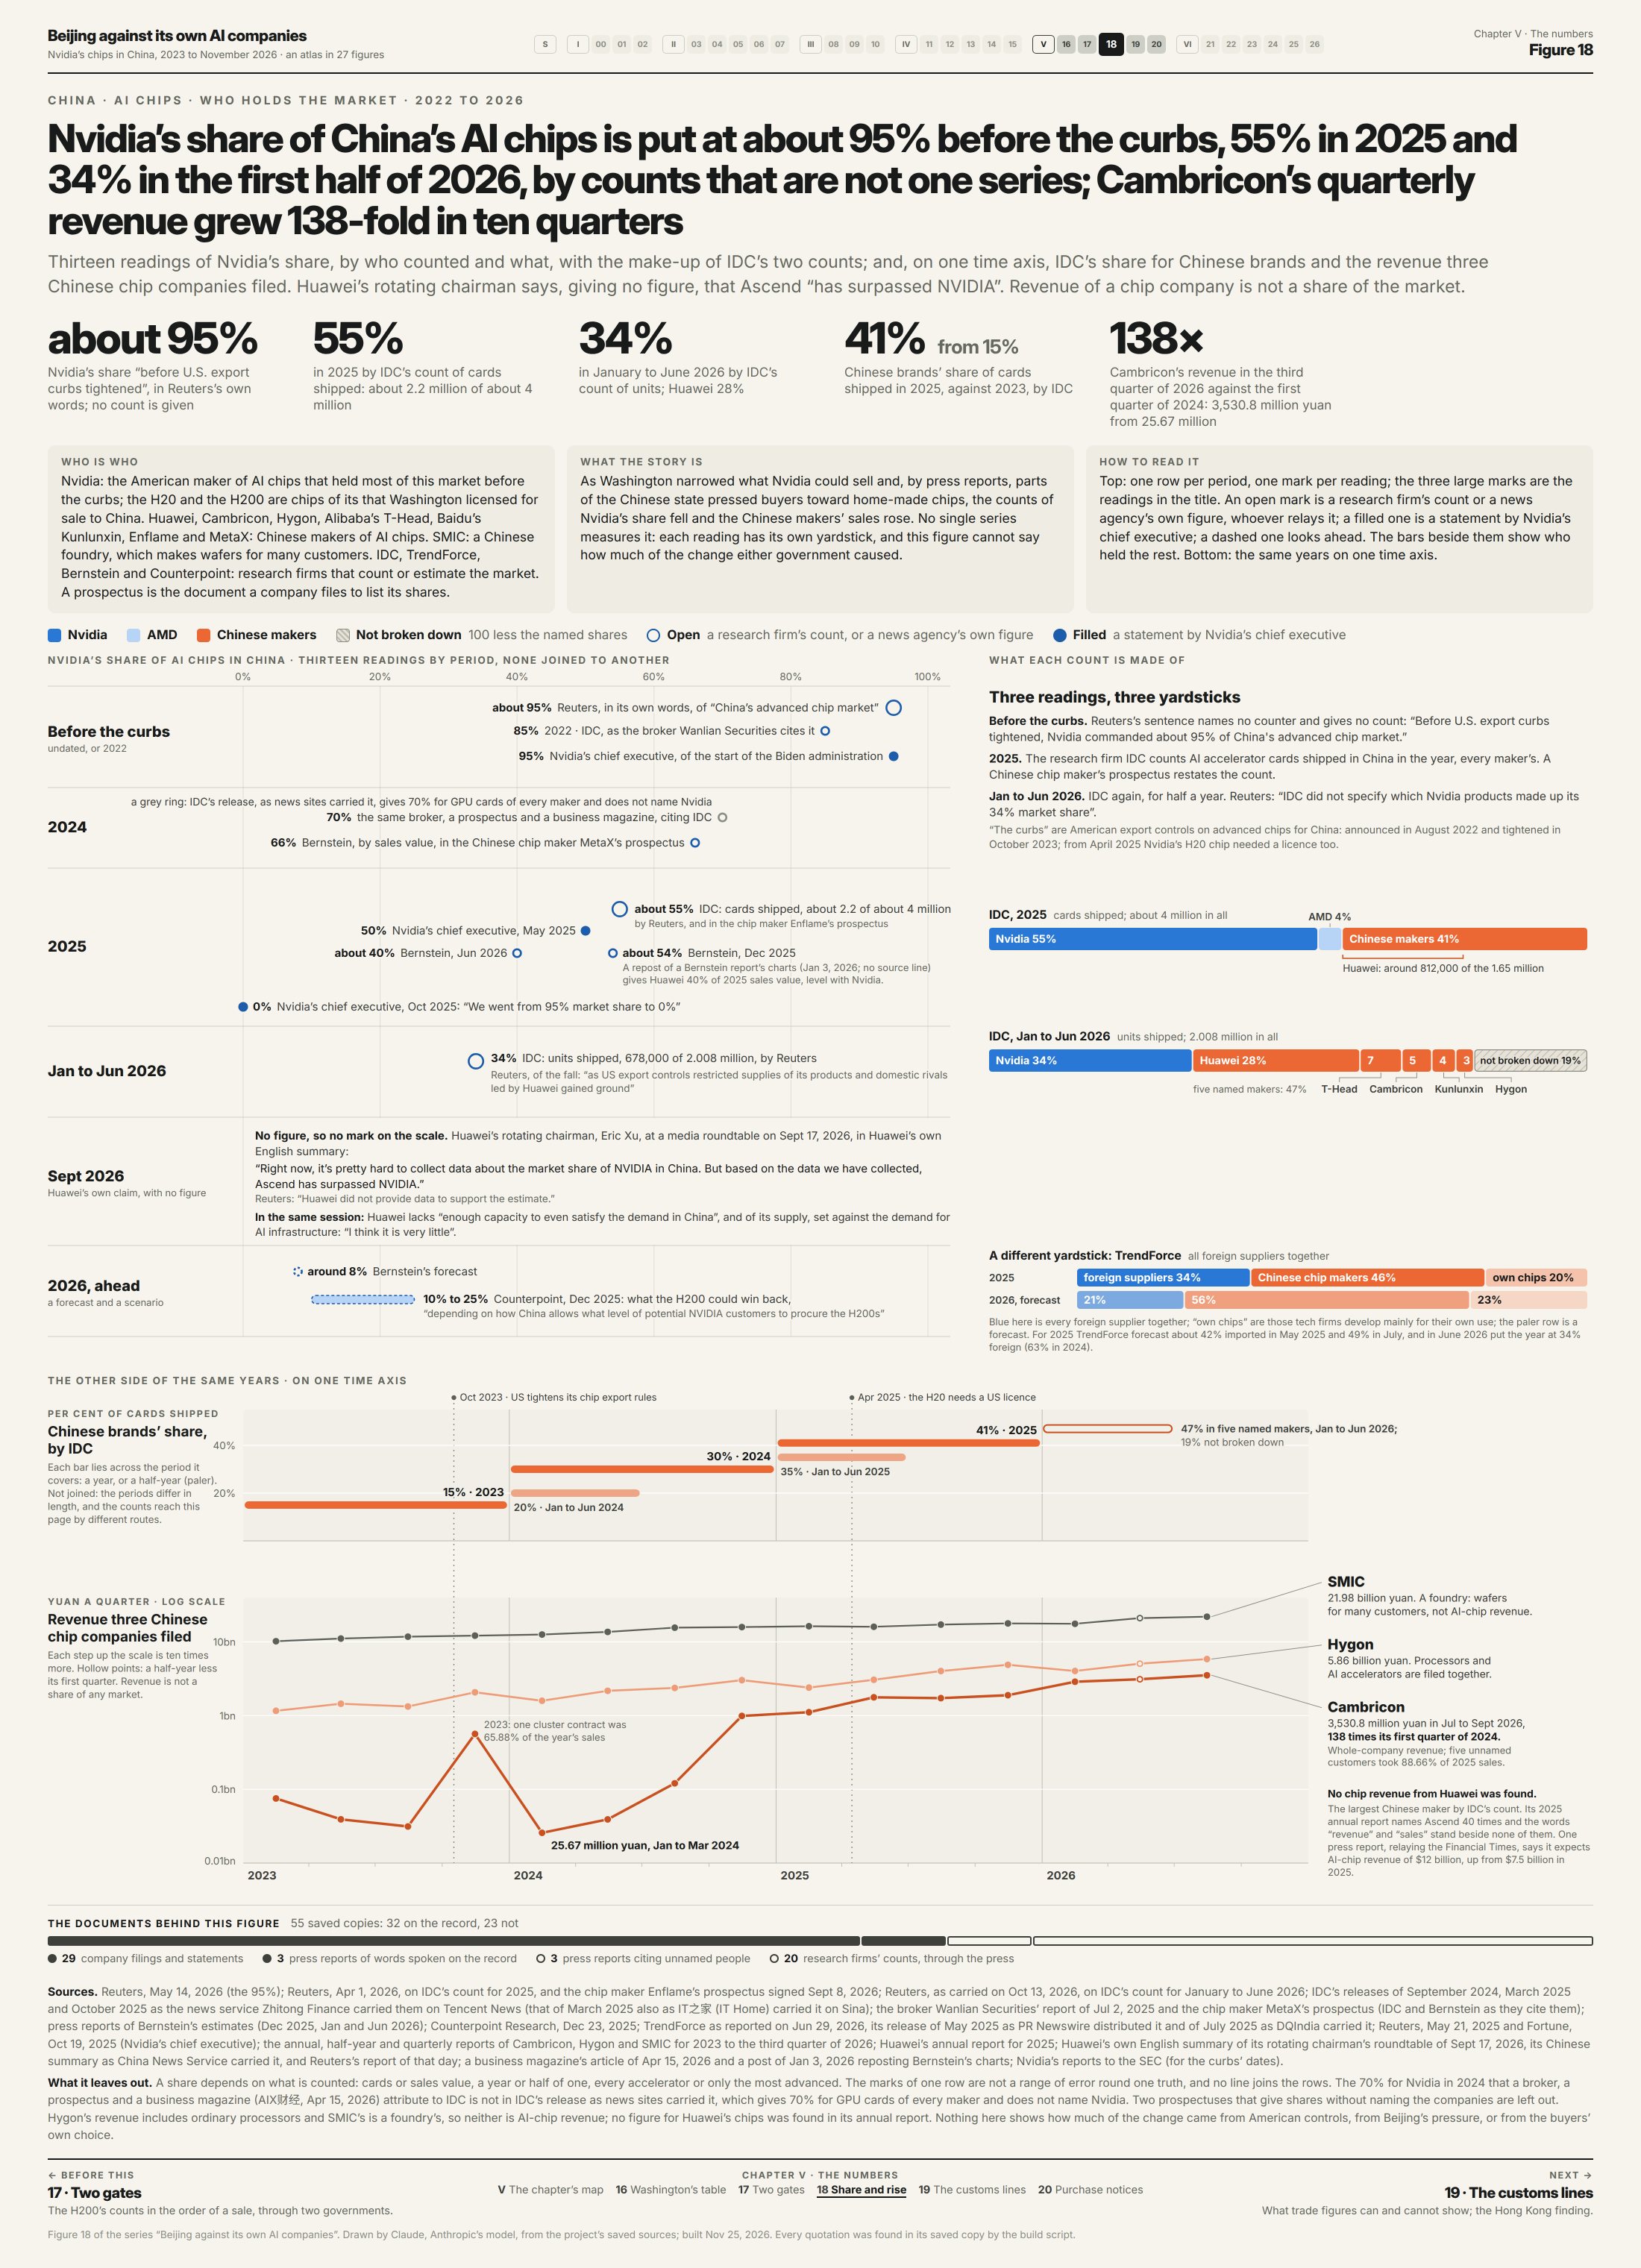 Beijing against its own AI companies
Nvidia’s chips in China, 2023 to November 2026 · an atlas in 27 figures
S I 00 01 02 II 03 04 05 06 07 III 08 09 10 IV 11 12 13 14 15 V 16 17 18 19 20 VI 21 22 23 24 25 26
Chapter V · The numbers
Figure 18
CHINA · AI CHIPS · WHO HOLDS THE MARKET · 2022 TO 2026
Nvidia’s share of China’s AI chips is put at about 95% before the curbs, 55% in 2025 and
34% in the first half of 2026, by counts that are not one series; Cambricon’s quarterly
revenue grew 138-fold in ten quarters
Thirteen readings of Nvidia’s share, by who counted and what, with the make-up of IDC’s two counts; and, on one time axis, IDC’s share for Chinese brands and the revenue three
Chinese chip companies filed. Huawei’s rotating chairman says, giving no figure, that Ascend “has surpassed NVIDIA”. Revenue of a chip company is not a share of the market.
about 95%
Nvidia’s share “before U.S. export
curbs tightened”, in Reuters’s own
words; no count is given
55%
in 2025 by IDC’s count of cards
shipped: about 2.2 million of about 4
million
34%
in January to June 2026 by IDC’s
count of units; Huawei 28%
41% from 15%
Chinese brands’ share of cards
shipped in 2025, against 2023, by IDC
138×
Cambricon’s revenue in the third
quarter of 2026 against the first
quarter of 2024: 3,530.8 million yuan
from 25.67 million
WHO IS WHO
Nvidia: the American maker of AI chips that held most of this market before
the curbs; the H20 and the H200 are chips of its that Washington licensed for
sale to China. Huawei, Cambricon, Hygon, Alibaba’s T-Head, Baidu’s
Kunlunxin, Enflame and MetaX: Chinese makers of AI chips. SMIC: a Chinese
foundry, which makes wafers for many customers. IDC, TrendForce,
Bernstein and Counterpoint: research firms that count or estimate the market.
A prospectus is the document a company files to list its shares.
WHAT THE STORY IS
As Washington narrowed what Nvidia could sell and, by press reports, parts
of the Chinese state pressed buyers toward home-made chips, the counts of
Nvidia’s share fell and the Chinese makers’ sales rose. No single series
measures it: each reading has its own yardstick, and this figure cannot say
how much of the change either government caused.
HOW TO READ IT
Top: one row per period, one mark per reading; the three large marks are the
readings in the title. An open mark is a research firm’s count or a news
agency’s own figure, whoever relays it; a filled one is a statement by Nvidia’s
chief executive; a dashed one looks ahead. The bars beside them show who
held the rest. Bottom: the same years on one time axis.
Nvidia AMD Chinese makers Not broken down 100 less the named shares Open a research firm’s count, or a news agency’s own figure Filled a statement by Nvidia’s chief executive
NVIDIA’S SHARE OF AI CHIPS IN CHINA · THIRTEEN READINGS BY PERIOD, NONE JOINED TO ANOTHER
0% 20% 40% 60% 80% 100%
Before the curbs
undated, or 2022
about 95% Reuters, in its own words, of “China’s advanced chip market”
85% 2022 · IDC, as the broker Wanlian Securities cites it
95% Nvidia’s chief executive, of the start of the Biden administration
2024
a grey ring: IDC’s release, as news sites carried it, gives 70% for GPU cards of every maker and does not name Nvidia
70% the same broker, a prospectus and a business magazine, citing IDC
66% Bernstein, by sales value, in the Chinese chip maker MetaX’s prospectus
2025
about 55% IDC: cards shipped, about 2.2 of about 4 million
by Reuters, and in the chip maker Enflame’s prospectus
50% Nvidia’s chief executive, May 2025
about 40% Bernstein, Jun 2026
about 54% Bernstein, Dec 2025
A repost of a Bernstein report’s charts (Jan 3, 2026; no source line)
gives Huawei 40% of 2025 sales value, level with Nvidia.
0% Nvidia’s chief executive, Oct 2025: “We went from 95% market share to 0%”
Jan to Jun 2026
34% IDC: units shipped, 678,000 of 2.008 million, by Reuters
Reuters, of the fall: “as US export controls restricted supplies of its products and domestic rivals
led by Huawei gained ground”
Sept 2026
Huawei’s own claim, with no figure
No figure, so no mark on the scale. Huawei’s rotating chairman, Eric Xu, at a media roundtable on Sept 17, 2026, in Huawei’s own
English summary:
“Right now, it’s pretty hard to collect data about the market share of NVIDIA in China. But based on the data we have collected,
Ascend has surpassed NVIDIA.”
Reuters: “Huawei did not provide data to support the estimate.”
In the same session: Huawei lacks “enough capacity to even satisfy the demand in China”, and of its supply, set against the demand for
AI infrastructure: “I think it is very little”.
2026, ahead
a forecast and a scenario
around 8% Bernstein’s forecast
10% to 25% Counterpoint, Dec 2025: what the H200 could win back,
“depending on how China allows what level of potential NVIDIA customers to procure the H200s”
WHAT EACH COUNT IS MADE OF
Three readings, three yardsticks
Before the curbs. Reuters’s sentence names no counter and gives no count: “Before U.S. export curbs
tightened, Nvidia commanded about 95% of China's advanced chip market.”
2025. The research firm IDC counts AI accelerator cards shipped in China in the year, every maker’s. A
Chinese chip maker’s prospectus restates the count.
Jan to Jun 2026. IDC again, for half a year. Reuters: “IDC did not specify which Nvidia products made up its
34% market share”.
“The curbs” are American export controls on advanced chips for China: announced in August 2022 and tightened in
October 2023; from April 2025 Nvidia’s H20 chip needed a licence too.
IDC, 2025 cards shipped; about 4 million in all
AMD 4%
Nvidia 55% Chinese makers 41%
Huawei: around 812,000 of the 1.65 million
IDC, Jan to Jun 2026 units shipped; 2.008 million in all
Nvidia 34% Huawei 28% 7 5 4 3 not broken down 19%
five named makers: 47% T-Head Cambricon Kunlunxin Hygon
A different yardstick: TrendForce all foreign suppliers together
2025 foreign suppliers 34% Chinese chip makers 46% own chips 20%
2026, forecast 21% 56% 23%
Blue here is every foreign supplier together; “own chips” are those tech firms develop mainly for their own use; the paler row is a
forecast. For 2025 TrendForce forecast about 42% imported in May 2025 and 49% in July, and in June 2026 put the year at 34%
foreign (63% in 2024).
THE OTHER SIDE OF THE SAME YEARS · ON ONE TIME AXIS
Oct 2023 · US tightens its chip export rules
Apr 2025 · the H20 needs a US licence
PER CENT OF CARDS SHIPPED
Chinese brands’ share,
by IDC
Each bar lies across the period it
covers: a year, or a half-year (paler).
Not joined: the periods differ in
length, and the counts reach this
page by different routes.
40%
20%
15% · 2023
20% · Jan to Jun 2024
30% · 2024
35% · Jan to Jun 2025
41% · 2025
47% in five named makers, Jan to Jun 2026;
19% not broken down
YUAN A QUARTER · LOG SCALE
Revenue three Chinese
chip companies filed
Each step up the scale is ten times
more. Hollow points: a half-year less
its first quarter. Revenue is not a
share of any market.
10bn
1bn
0.1bn
0.01bn
2023: one cluster contract was
65.88% of the year’s sales
25.67 million yuan, Jan to Mar 2024
2023 2024 2025 2026
SMIC
21.98 billion yuan. A foundry: wafers
for many customers, not AI-chip revenue.
Hygon
5.86 billion yuan. Processors and
AI accelerators are filed together.
Cambricon
3,530.8 million yuan in Jul to Sept 2026,
138 times its first quarter of 2024.
Whole-company revenue; five unnamed
customers took 88.66% of 2025 sales.
No chip revenue from Huawei was found.
The largest Chinese maker by IDC’s count. Its 2025
annual report names Ascend 40 times and the words
“revenue” and “sales” stand beside none of them. One
press report, relaying the Financial Times, says it expects
AI-chip revenue of $12 billion, up from $7.5 billion in
2025.
THE DOCUMENTS BEHIND THIS FIGURE 55 saved copies: 32 on the record, 23 not
29 company filings and statements 3 press reports of words spoken on the record 3 press reports citing unnamed people 20 research firms’ counts, through the press
Sources. Reuters, May 14, 2026 (the 95%); Reuters, Apr 1, 2026, on IDC’s count for 2025, and the chip maker Enflame’s prospectus signed Sept 8, 2026; Reuters, as carried on Oct 13, 2026, on IDC’s count for January to June 2026; IDC’s releases of September 2024, March 2025
and October 2025 as the news service Zhitong Finance carried them on Tencent News (that of March 2025 also as IT之家 (IT Home) carried it on Sina); the broker Wanlian Securities’ report of Jul 2, 2025 and the chip maker MetaX’s prospectus (IDC and Bernstein as they cite them);
press reports of Bernstein’s estimates (Dec 2025, Jan and Jun 2026); Counterpoint Research, Dec 23, 2025; TrendForce as reported on Jun 29, 2026, its release of May 2025 as PR Newswire distributed it and of July 2025 as DQIndia carried it; Reuters, May 21, 2025 and Fortune,
Oct 19, 2025 (Nvidia’s chief executive); the annual, half-year and quarterly reports of Cambricon, Hygon and SMIC for 2023 to the third quarter of 2026; Huawei’s annual report for 2025; Huawei’s own English summary of its rotating chairman’s roundtable of Sept 17, 2026, its Chinese
summary as China News Service carried it, and Reuters’s report of that day; a business magazine’s article of Apr 15, 2026 and a post of Jan 3, 2026 reposting Bernstein’s charts; Nvidia’s reports to the SEC (for the curbs’ dates).
What it leaves out. A share depends on what is counted: cards or sales value, a year or half of one, every accelerator or only the most advanced. The marks of one row are not a range of error round one truth, and no line joins the rows. The 70% for Nvidia in 2024 that a broker, a
prospectus and a business magazine (AIX财经, Apr 15, 2026) attribute to IDC is not in IDC’s release as news sites carried it, which gives 70% for GPU cards of every maker and does not name Nvidia. Two prospectuses that give shares without naming the companies are left out.
Hygon’s revenue includes ordinary processors and SMIC’s is a foundry’s, so neither is AI-chip revenue; no figure for Huawei’s chips was found in its annual report. Nothing here shows how much of the change came from American controls, from Beijing’s pressure, or from the buyers’
own choice.
← BEFORE THIS
17 · Two gates
The H200’s counts in the order of a sale, through two governments.
CHAPTER V · THE NUMBERS
V The chapter’s map 16 Washington’s table 17 Two gates 18 Share and rise 19 The customs lines 20 Purchase notices
NEXT →
19 · The customs lines
What trade figures can and cannot show; the Hong Kong finding.
Figure 18 of the series “Beijing against its own AI companies”. Drawn by Claude, Anthropic’s model, from the project’s saved sources; built Nov 25, 2026. Every quotation was found in its saved copy by the build script.